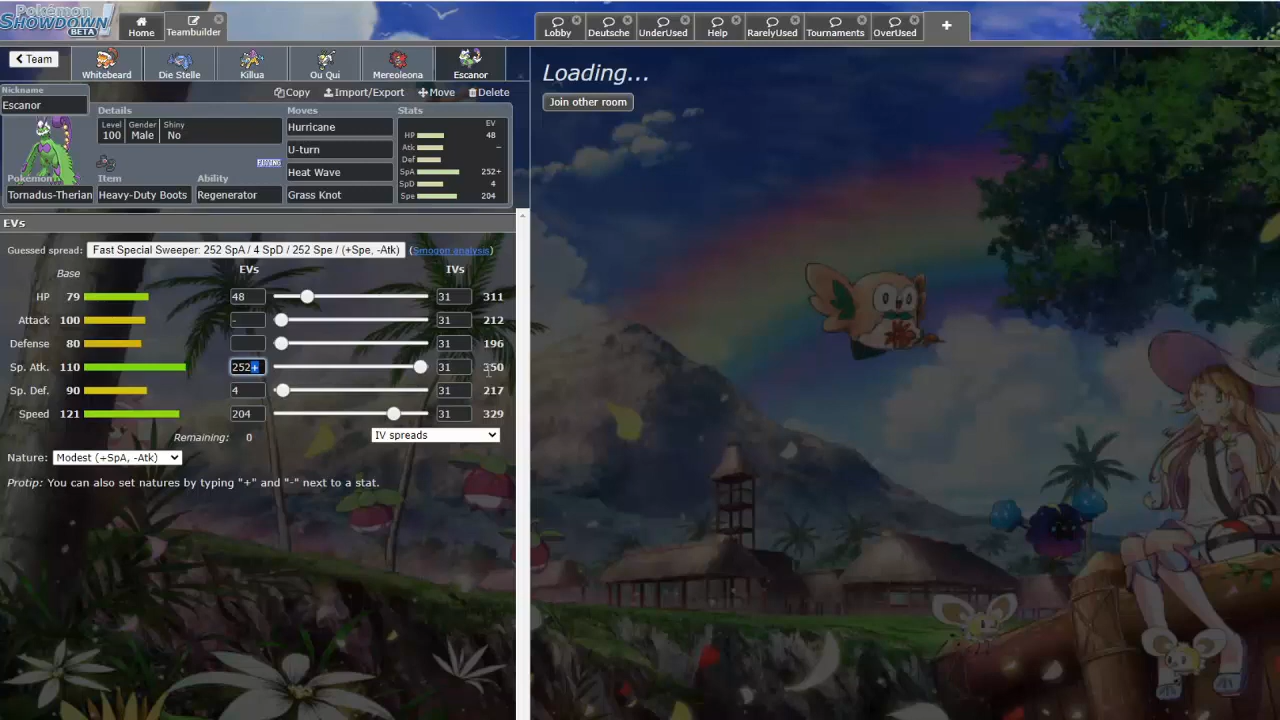 Pokémon
SHOWDOWN!
BETA
Home
Teambuilder
Lobby
Deutsche
UnderUsed
Help
RarelyUsed
Tournaments
OverUsed
+
Team
Whitebeard
Die Stelle
Killua
Ou Qui
Mereoleona
Escanor
Copy
Import/Export
Move
Delete
Nickname
Escanor
Details
Level
100
Gender
Male
Shiny
No
FLYING
Pokémon
Tornadus-Therian
Item
Heavy-Duty Boots
Ability
Regenerator
Moves
Hurricane
U-turn
Heat Wave
Grass Knot
Stats
EV
HP 48
Atk –
Def
SpA 252+
SpD 4
Spe 204
EVs
Guessed spread: Fast Special Sweeper: 252 SpA / 4 SpD / 252 Spe / (+Spe, -Atk) (Smogon analysis)
Base EVs IVs
HP 79 48 31 311
Attack 100 - 31 212
Defense 80 31 196
Sp. Atk. 110 252+ 31 350
Sp. Def. 90 4 31 217
Speed 121 204 31 329
Remaining: 0 IV spreads
Nature: Modest (+SpA, -Atk)
Protip: You can also set natures by typing "+" and "-" next to a stat.
Loading...
Join other room